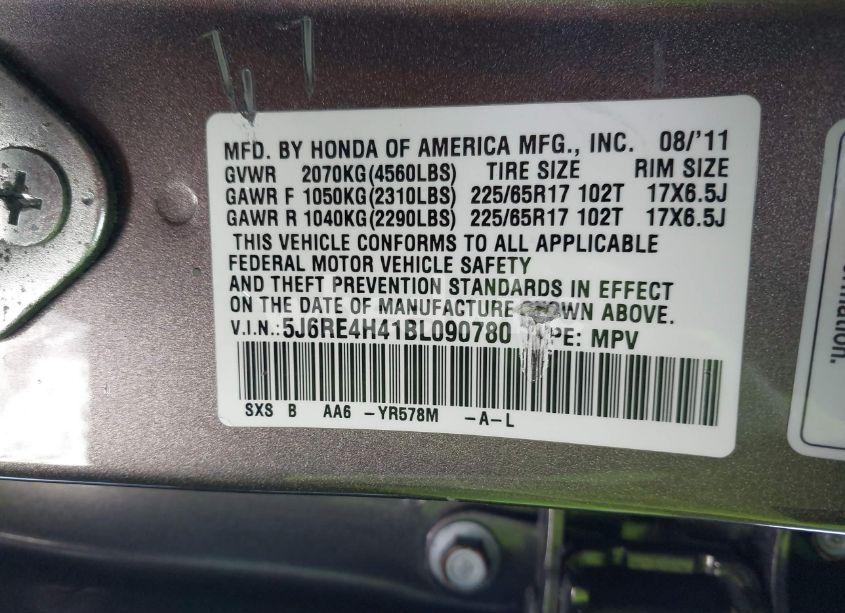 MFD. BY HONDA OF AMERICA MFG., INC. 08/'11
GVWR 2070KG(4560LBS) TIRE SIZE RIM SIZE
GAWR F 1050KG(2310LBS) 225/65R17 102T 17X6.5J
GAWR R 1040KG(2290LBS) 225/65R17 102T 17X6.5J
THIS VEHICLE CONFORMS TO ALL APPLICABLE
FEDERAL MOTOR VEHICLE SAFETY
AND THEFT PREVENTION STANDARDS IN EFFECT
ON THE DATE OF MANUFACTURE SHOWN ABOVE.
V.I.N.: 5J6RE4H41BL090780 TYPE: MPV
SXS B AA6 -YR578M -A-L